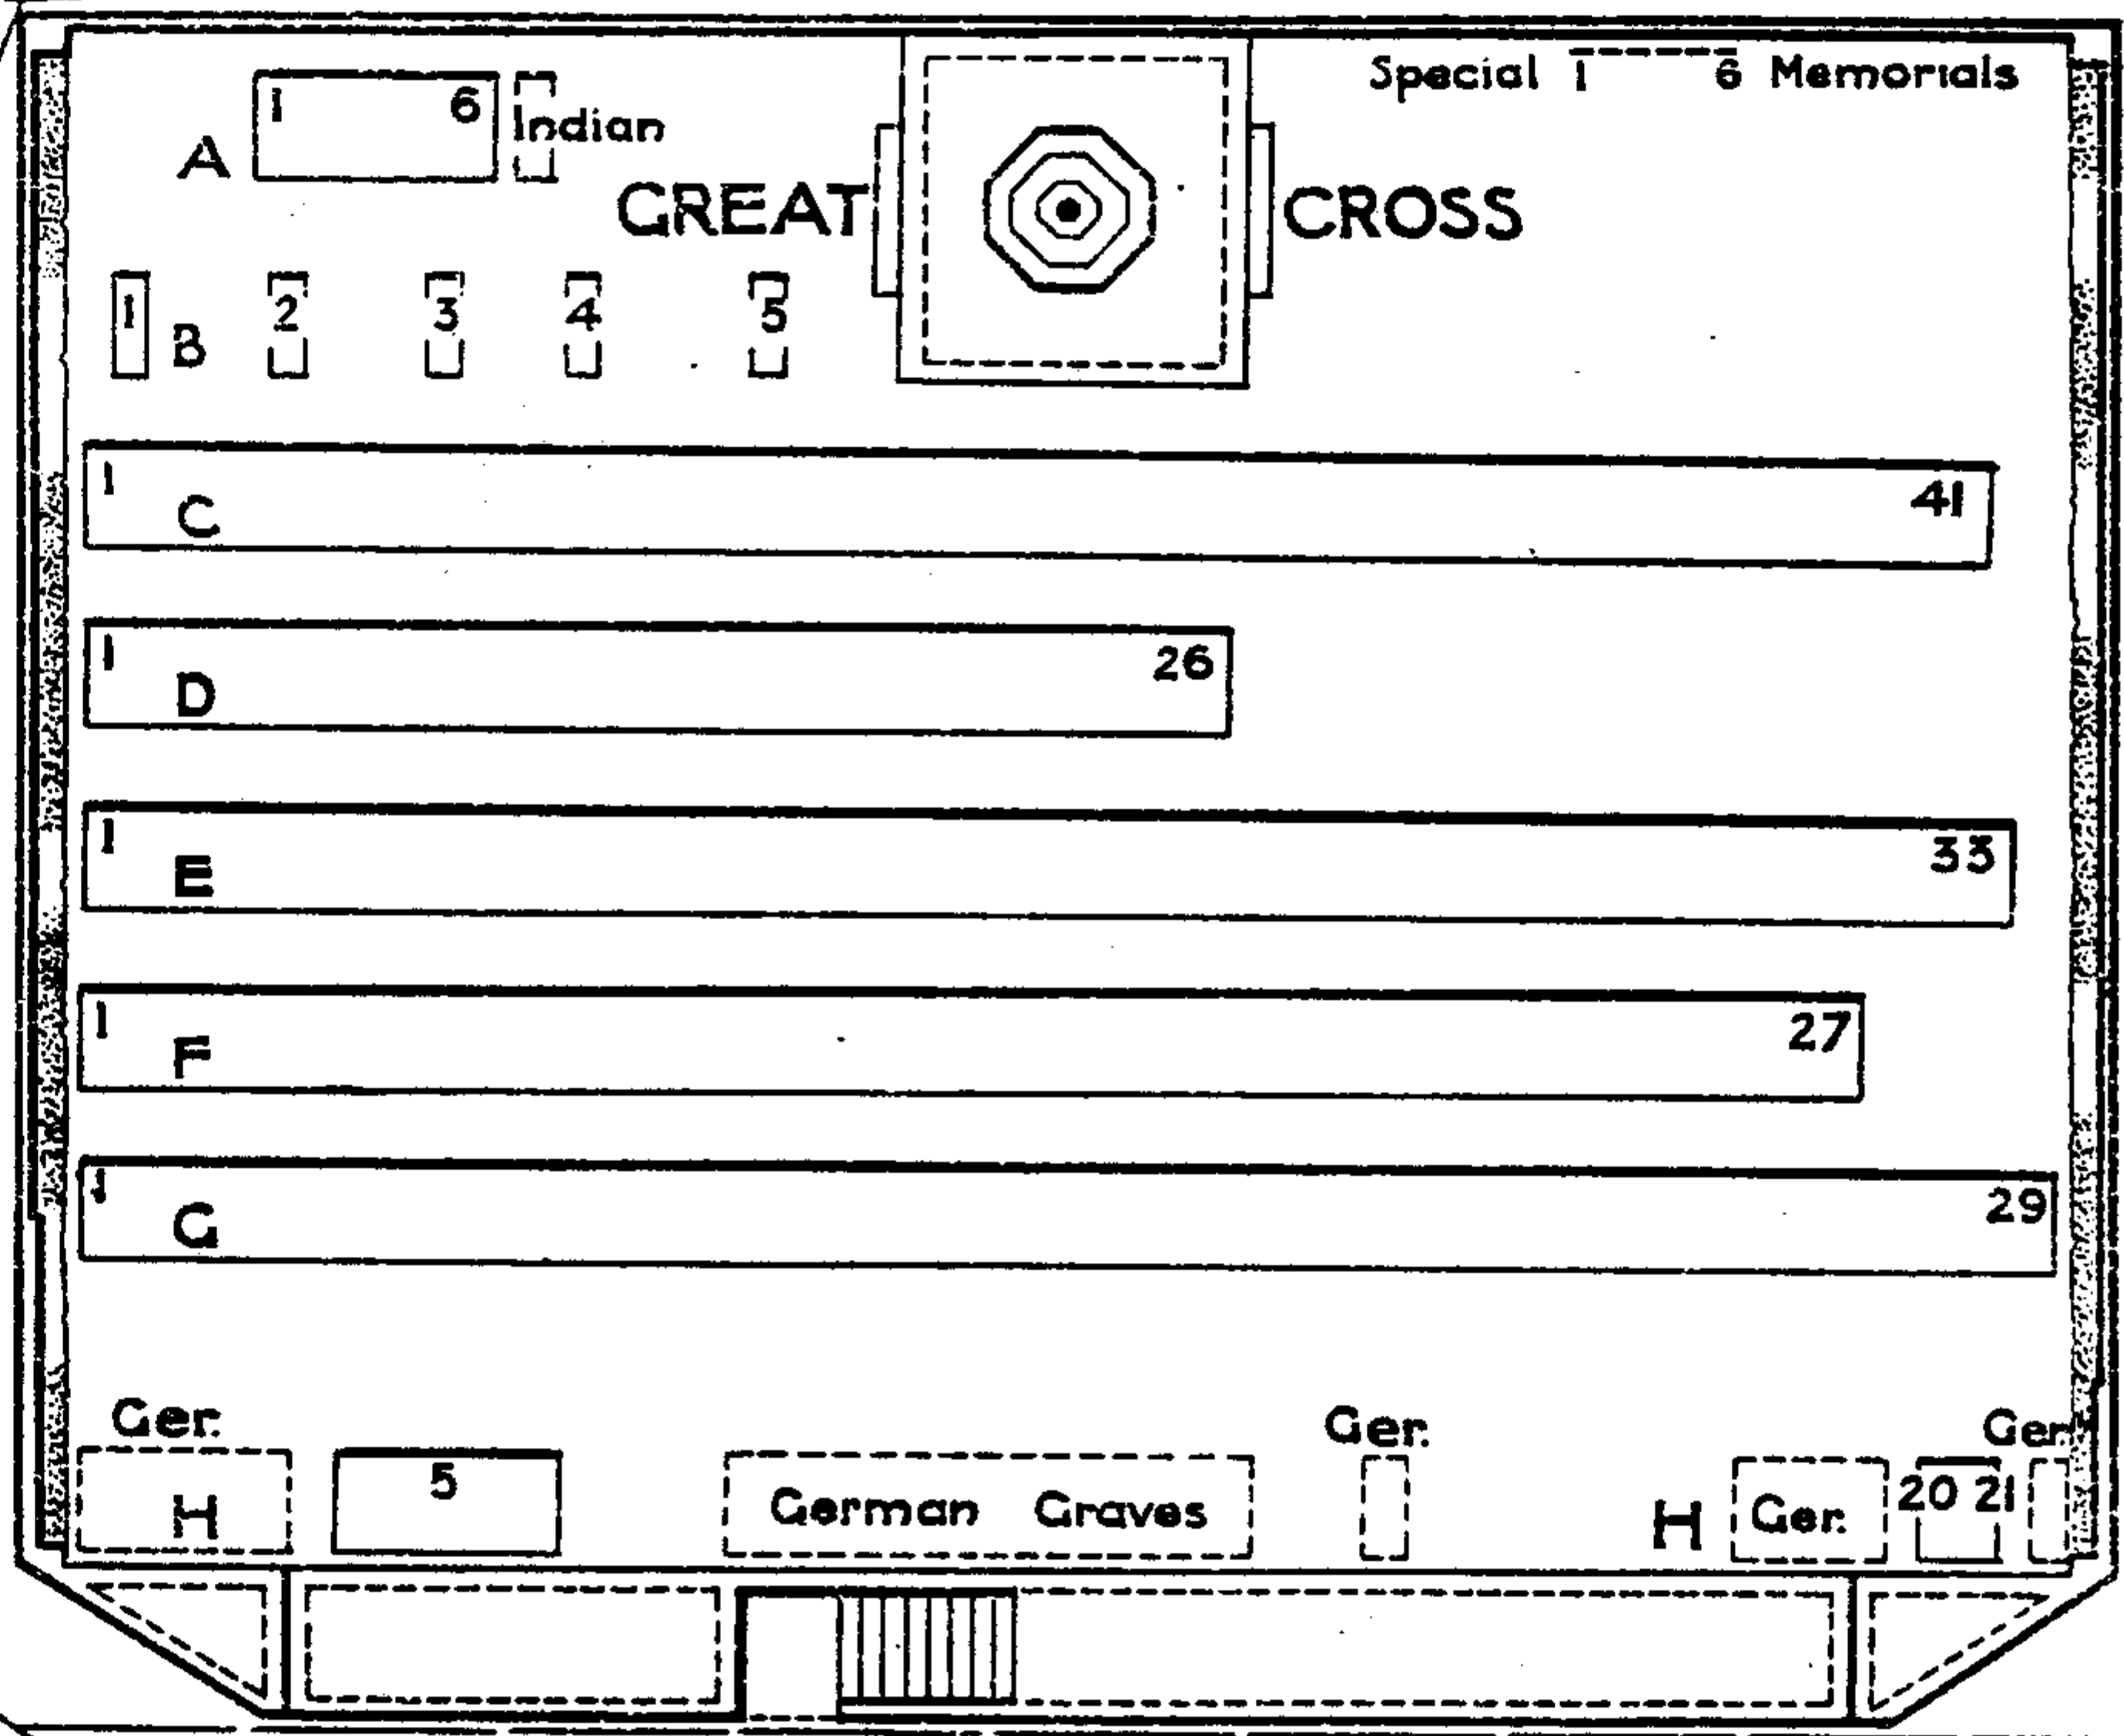 Special 1 6 Memorials
1 6 Indian
A
GREAT CROSS
1 B 2 3 4 5
1 C 41
1 D 26
1 E 33
1 F 27
1 G 29
Ger. Ger. Ger.
H 5 German Graves H Ger. 20 21